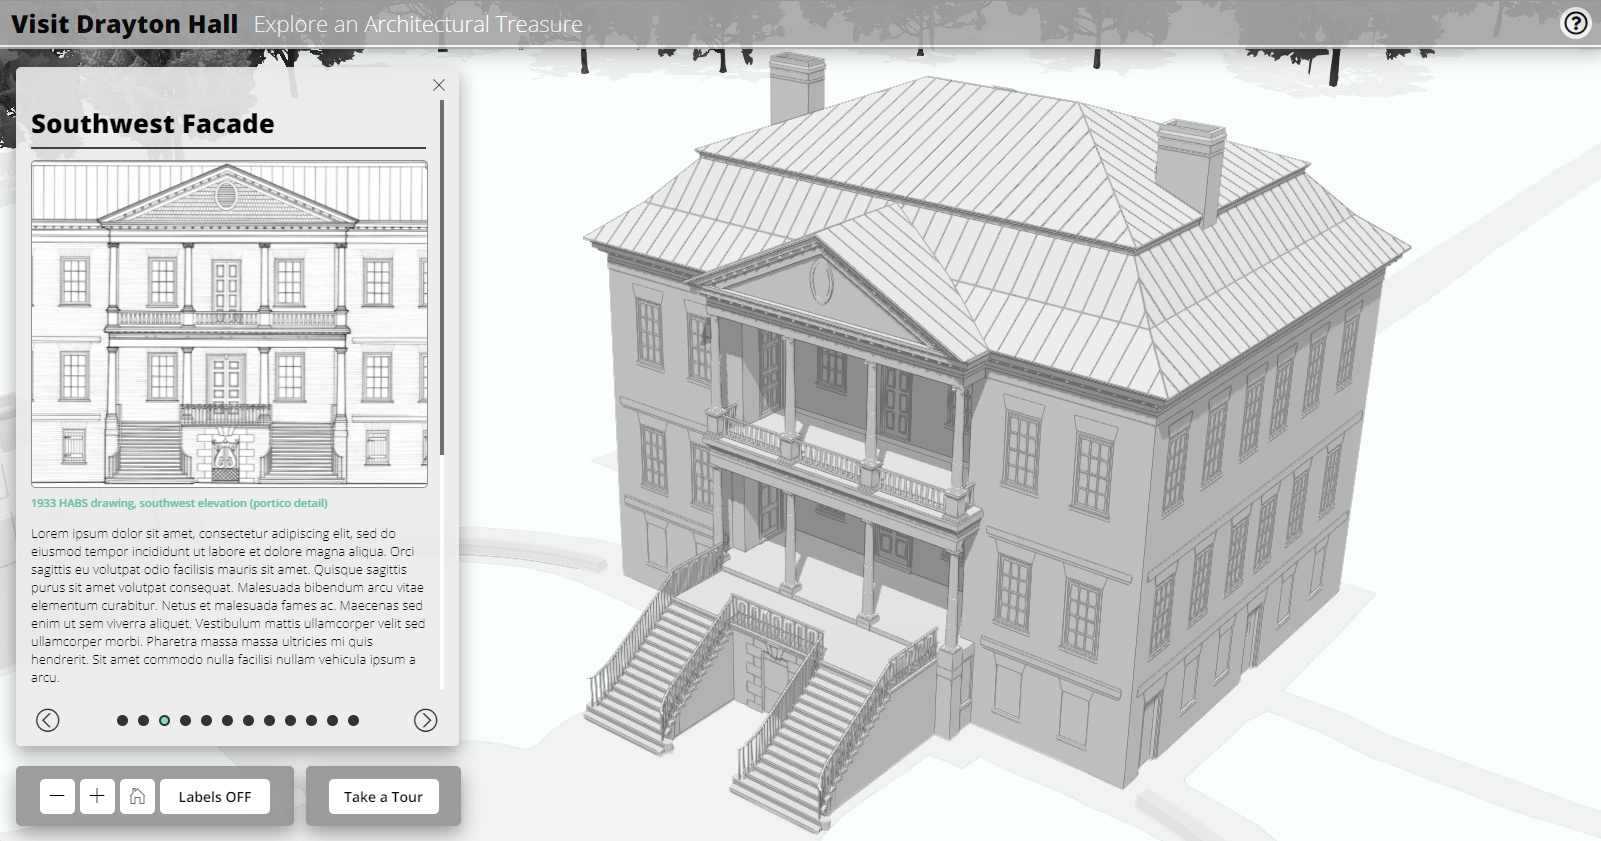 Visit Drayton Hall Explore an Architectural Treasure
Southwest Facade
1933 HABS drawing, southwest elevation (portico detail)
Lorem ipsum dolor sit amet, consectetur adipiscing elit, sed do
eiusmod tempor incididunt ut labore et dolore magna aliqua. Orci
sagittis eu volutpat odio facilisis mauris sit amet. Quisque sagittis
purus sit amet volutpat consequat. Malesuada bibendum arcu vitae
elementum curabitur. Netus et malesuada fames ac. Maecenas sed
enim ut sem viverra aliquet. Vestibulum mattis ullamcorper velit sed
ullamcorper morbi. Pharetra massa massa ultricies mi quis
hendrerit. Sit amet commodo nulla facilisi nullam vehicula ipsum a
arcu.
Labels OFF
Take a Tour